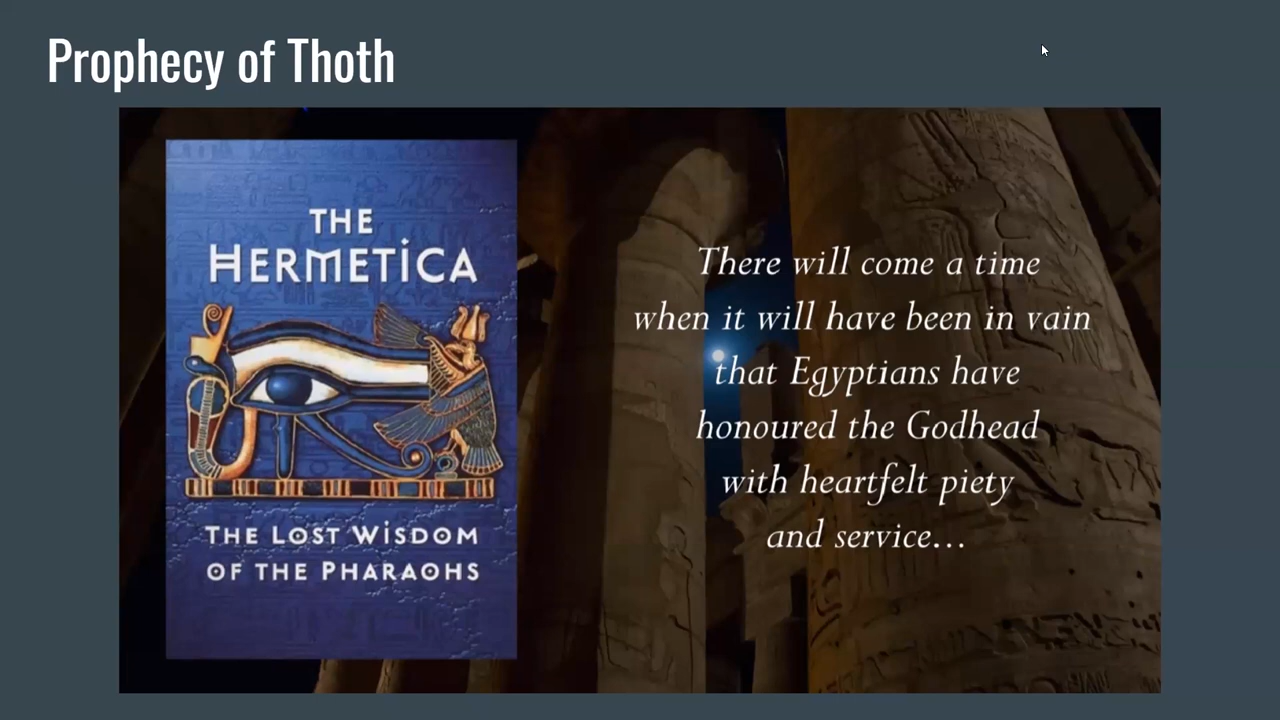 Prophecy of Thoth
THE
HERMETICA
THE LOST WISDOM
OF THE PHARAOHS
There will come a time
when it will have been in vain
that Egyptians have
honoured the Godhead
with heartfelt piety
and service...